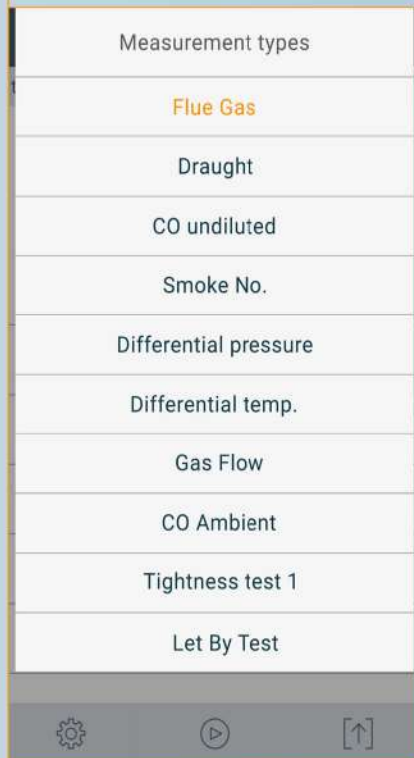 Measurement types
Flue Gas
Draught
CO undiluted
Smoke No.
Differential pressure
Differential temp.
Gas Flow
CO Ambient
Tightness test 1
Let By Test